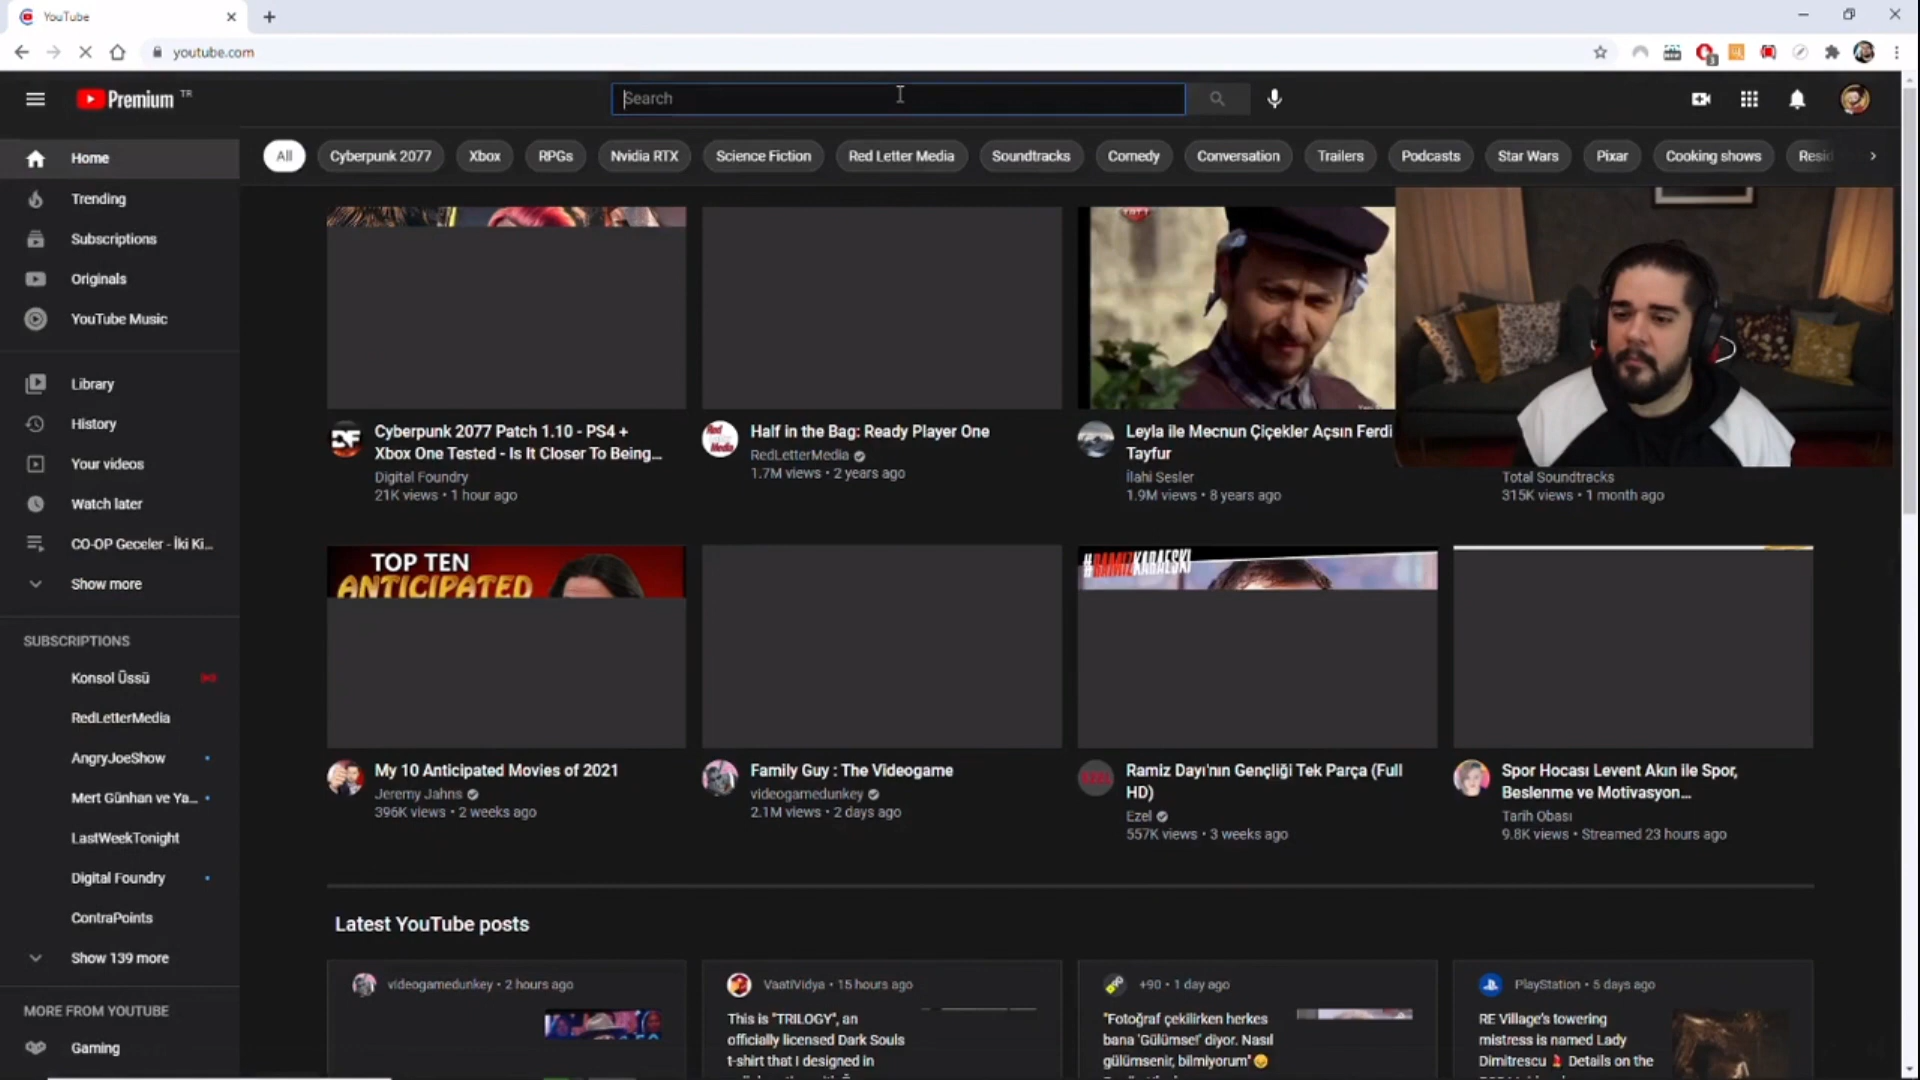 YouTube
youtube.com
3
Premium TR
Search
All
Cyberpunk 2077
Xbox
RPGs
Nvidia RTX
Science Fiction
Red Letter Media
Soundtracks
Comedy
Conversation
Trailers
Podcasts
Star Wars
Pixar
Cooking shows
Resid
Home
Trending
Subscriptions
Originals
YouTube Music
Library
History
Your videos
Watch later
CO-OP Geceler - İki Ki...
Show more
SUBSCRIPTIONS
Konsol Üssü
RedLetterMedia
AngryJoeShow
Mert Günhan ve Ya...
LastWeekTonight
Digital Foundry
ContraPoints
Show 139 more
MORE FROM YOUTUBE
Gaming
DF
Cyberpunk 2077 Patch 1.10 - PS4 +
Xbox One Tested - Is It Closer To Being...
Digital Foundry
21K views • 1 hour ago
Red
Media
Half in the Bag: Ready Player One
RedLetterMedia
1.7M views • 2 years ago
Leyla ile Mecnun Çiçekler Açsın Ferdi
Tayfur
İlahi Sesler
1.9M views • 8 years ago
Total Soundtracks
315K views • 1 month ago
TOP TEN
ANTICIPATED
My 10 Anticipated Movies of 2021
Jeremy Jahns
396K views • 2 weeks ago
Family Guy : The Videogame
videogamedunkey
2.1M views • 2 days ago
#RAMIZKARAESKI
EZEL
Ramiz Dayı'nın Gençliği Tek Parça (Full
HD)
Ezel
557K views • 3 weeks ago
Spor Hocası Levent Akın ile Spor,
Beslenme ve Motivasyon...
Tarih Obası
9.8K views • Streamed 23 hours ago
Latest YouTube posts
videogamedunkey • 2 hours ago
VaatiVidya • 15 hours ago
This is "TRILOGY", an
officially licensed Dark Souls
t-shirt that I designed in
+90 • 1 day ago
"Fotoğraf çekilirken herkes
bana 'Gülümse!' diyor. Nasıl
gülümsenir, bilmiyorum"
PlayStation • 5 days ago
RE Village's towering
mistress is named Lady
Dimitrescu Details on the